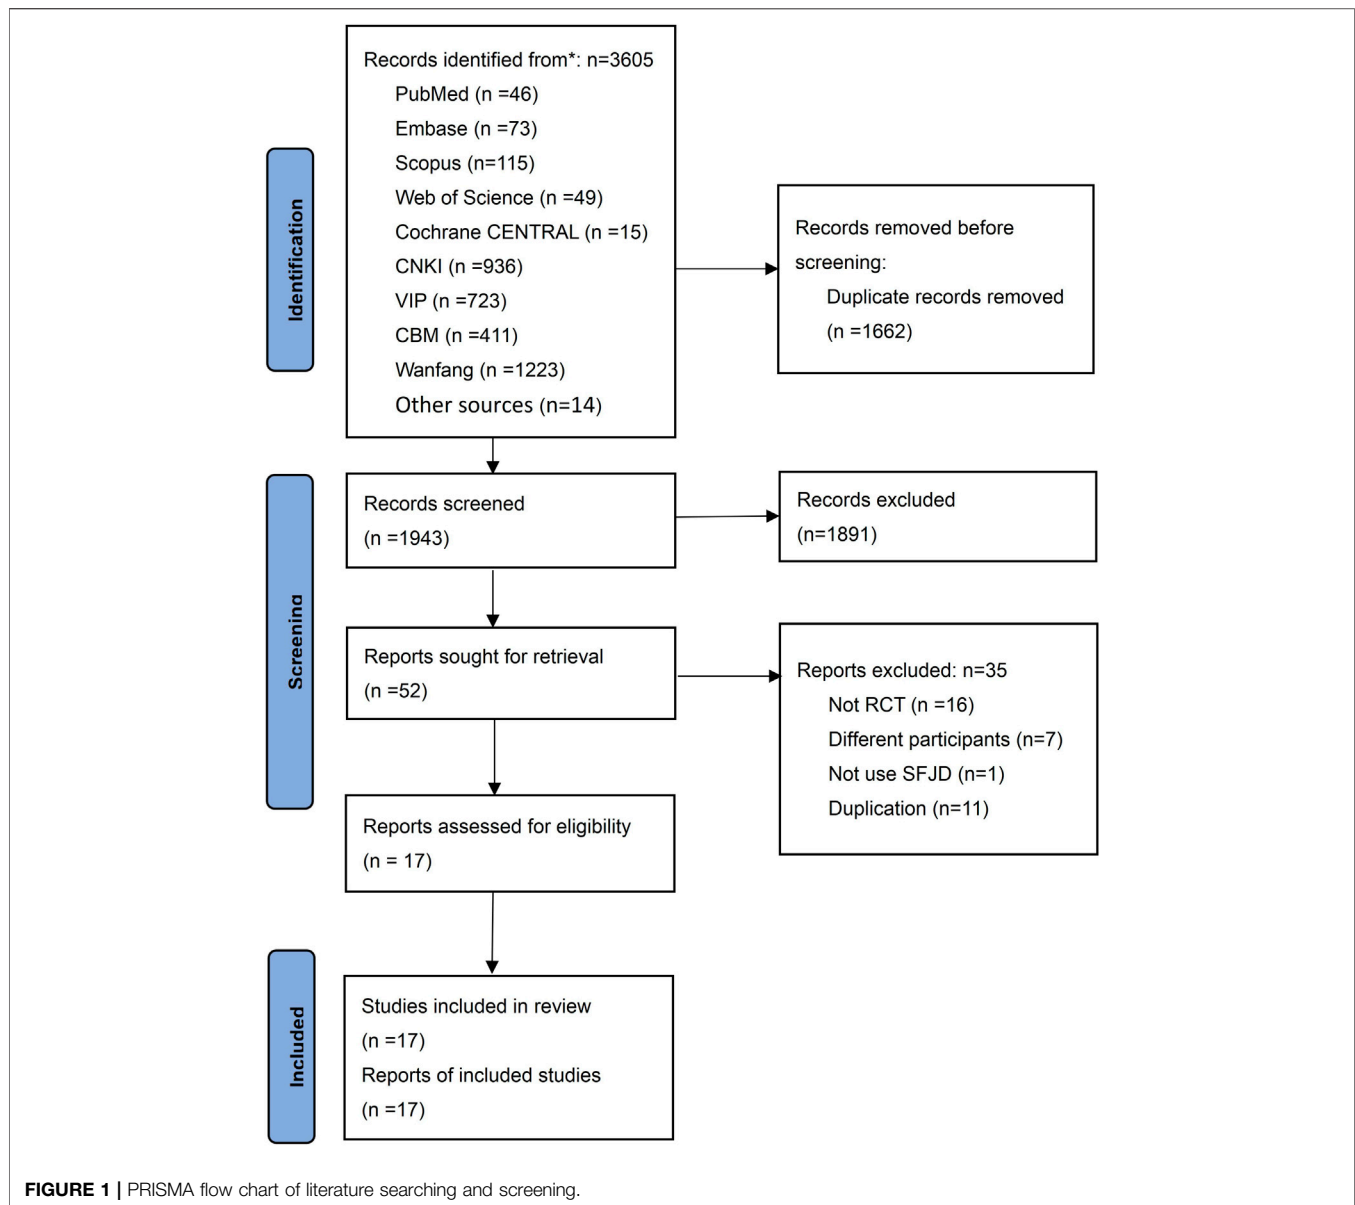 Identification
Records identified from*: n=3605
PubMed (n =46)
Embase (n =73)
Scopus (n=115)
Web of Science (n =49)
Cochrane CENTRAL (n =15)
CNKI (n =936)
VIP (n =723)
CBM (n =411)
Wanfang (n =1223)
Other sources (n=14)
Records removed before
screening:
Duplicate records removed
(n =1662)
Screening
Records screened
(n =1943)
Records excluded
(n=1891)
Reports sought for retrieval
(n =52)
Reports excluded: n=35
Not RCT (n =16)
Different participants (n=7)
Not use SFJD (n=1)
Duplication (n=11)
Reports assessed for eligibility
(n = 17)
Included
Studies included in review
(n =17)
Reports of included studies
(n =17)
FIGURE 1 | PRISMA flow chart of literature searching and screening.